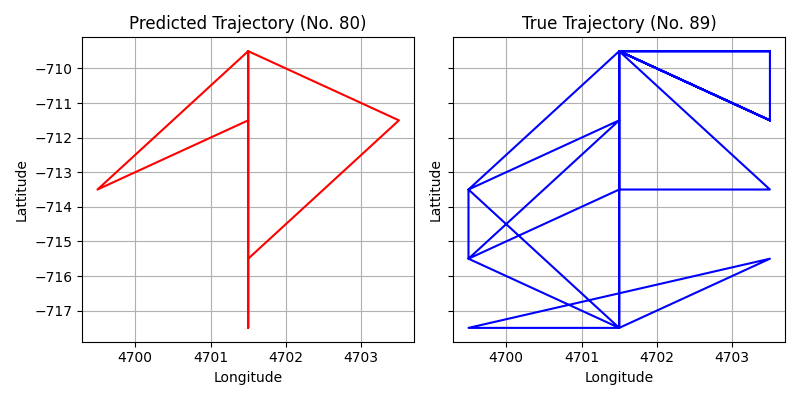 Predicted Trajectory (No. 80)
True Trajectory (No. 89)
−710
−711
−712
−713
−714
−715
−716
−717
Lattitude
Lattitude
4700 4701 4702 4703
4700 4701 4702 4703
Longitude
Longitude